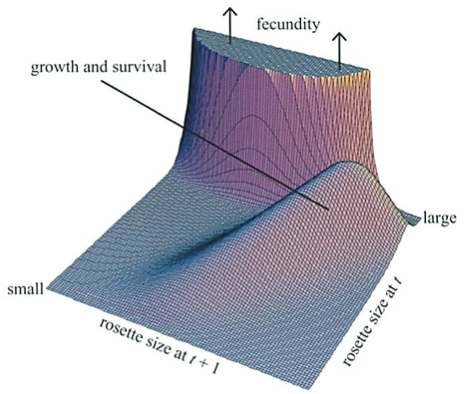 fecundity
growth and survival
large
small
rosette size at t
rosette size at t + 1